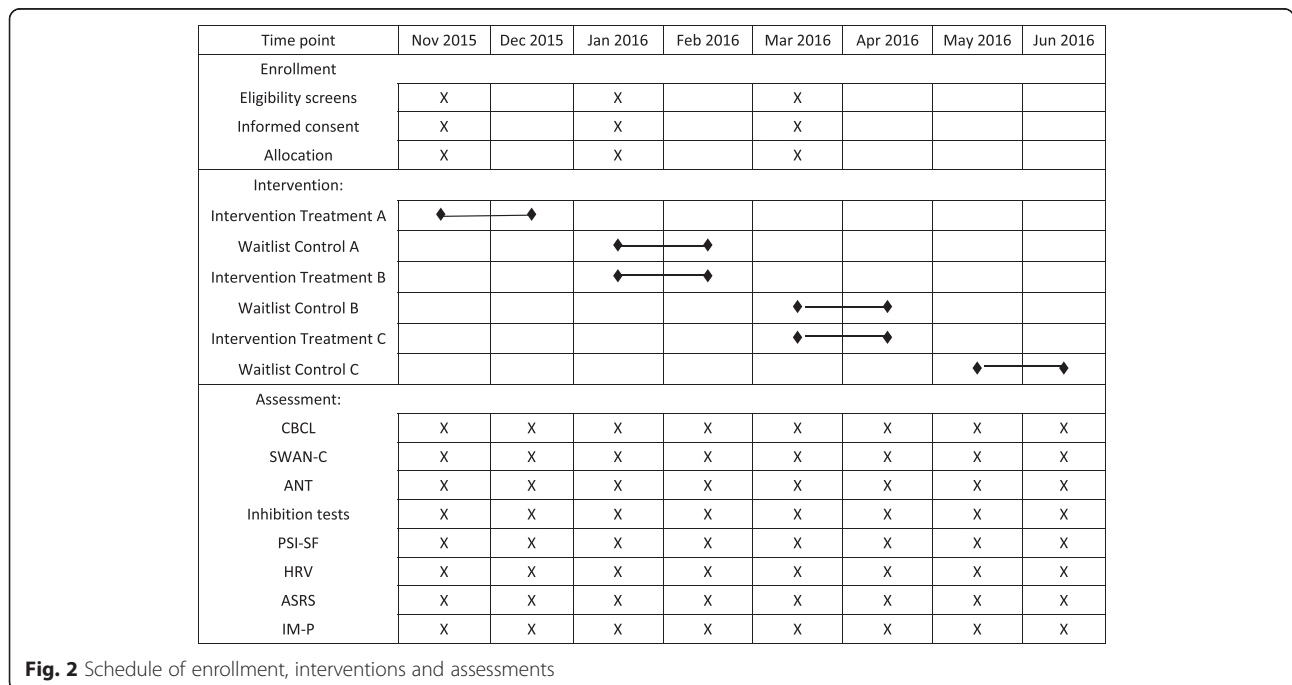 Time point Nov 2015 Dec 2015 Jan 2016 Feb 2016 Mar 2016 Apr 2016 May 2016 Jun 2016
Enrollment
Eligibility screens X X X
Informed consent X X X
Allocation X X X
Intervention:
Intervention Treatment A
Waitlist Control A
Intervention Treatment B
Waitlist Control B
Intervention Treatment C
Waitlist Control C
Assessment:
CBCL X X X X X X X X
SWAN-C X X X X X X X X
ANT X X X X X X X X
Inhibition tests X X X X X X X X
PSI-SF X X X X X X X X
HRV X X X X X X X X
ASRS X X X X X X X X
IM-P X X X X X X X X
Fig. 2 Schedule of enrollment, interventions and assessments